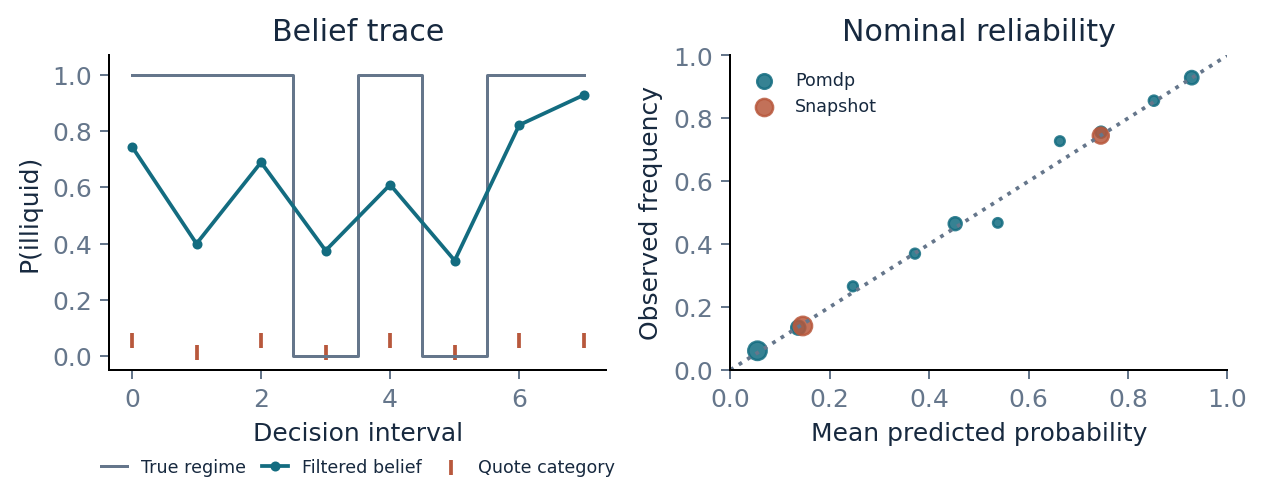 Belief trace
P(illiquid)
1.0
0.8
0.6
0.4
0.2
0.0
0 2 4 6
Decision interval
True regime Filtered belief Quote category
Nominal reliability
Observed frequency
1.0
0.8
0.6
0.4
0.2
0.0
Pomdp
Snapshot
0.0 0.2 0.4 0.6 0.8 1.0
Mean predicted probability